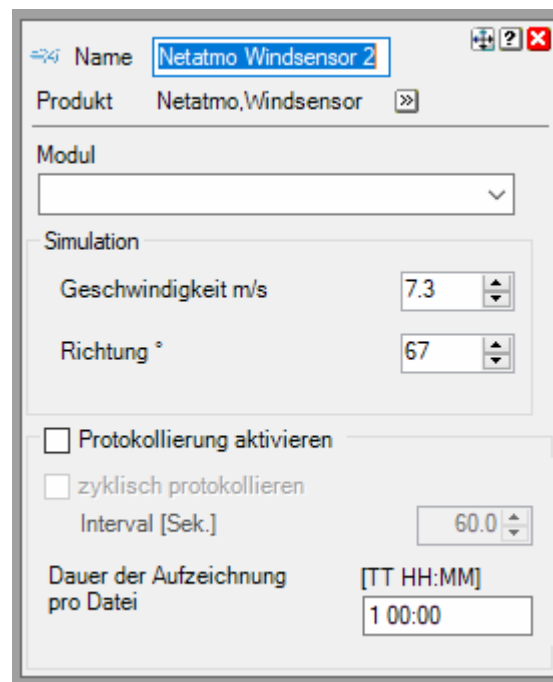 Name Netatmo Windsensor 2
Produkt Netatmo,Windsensor
Modul
Simulation
Geschwindigkeit m/s 7.3
Richtung ° 67
Protokollierung aktivieren
zyklisch protokollieren
Interval [Sek.] 60.0
Dauer der Aufzeichnung [TT HH:MM]
pro Datei 1 00:00